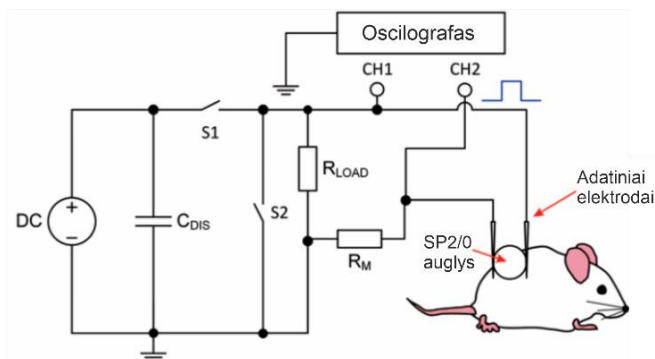 Oscilografas
CH1
CH2
S1
R_LOAD
Adatiniai
elektrodai
DC
+
−
C_DIS
S2
R_M
SP2/0
auglys